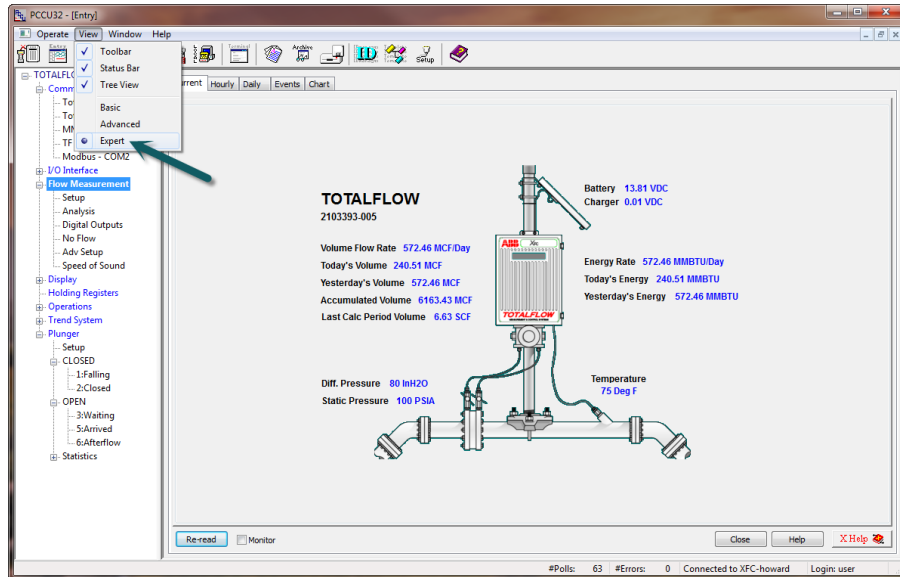 PCCU32 - [Entry]
Operate View Window Help
Toolbar
Status Bar
Tree View
Basic
Advanced
Expert
Setup
Hourly Daily Events Chart
I/O Interface
Flow Measurement
Setup
Analysis
Digital Outputs
No Flow
Adv Setup
Speed of Sound
Display
Holding Registers
Operations
Trend System
Plunger
Setup
CLOSED
1:Falling
2:Closed
OPEN
3:Waiting
5:Arrived
6:Afterflow
Statistics
Modbus - COM2
TOTALFLOW
2103393-005
Volume Flow Rate 572.46 MCF/Day
Today's Volume 240.51 MCF
Yesterday's Volume 572.46 MCF
Accumulated Volume 6163.43 MCF
Last Calc Period Volume 6.63 SCF
Battery 13.81 VDC
Charger 0.01 VDC
ABB Xfc
TOTALFLOW
Energy Rate 572.46 MMBTU/Day
Today's Energy 240.51 MMBTU
Yesterday's Energy 572.46 MMBTU
Diff. Pressure 80 InH2O
Static Pressure 100 PSIA
Temperature
75 Deg F
Re-read Monitor Close Help X Help
#Polls: 63 #Errors: 0 Connected to XFC-howard Login: user